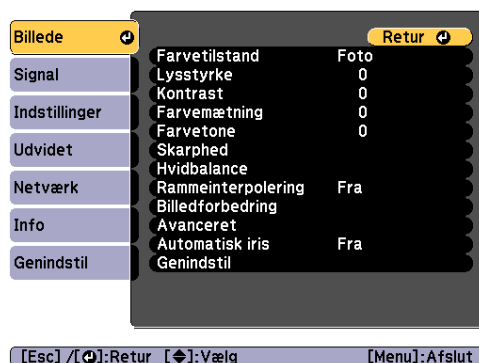 Billede
Signal
Indstillinger
Udvidet
Netværk
Info
Genindstil
Retur
Farvetilstand Foto
Lysstyrke 0
Kontrast 0
Farvemætning 0
Farvetone 0
Skarphed
Hvidbalance
Rammeinterpolering Fra
Billedforbedring
Avanceret
Automatisk iris Fra
Genindstil
[Esc] /[⏎]:Retur [◆]:Vælg [Menu]:Afslut